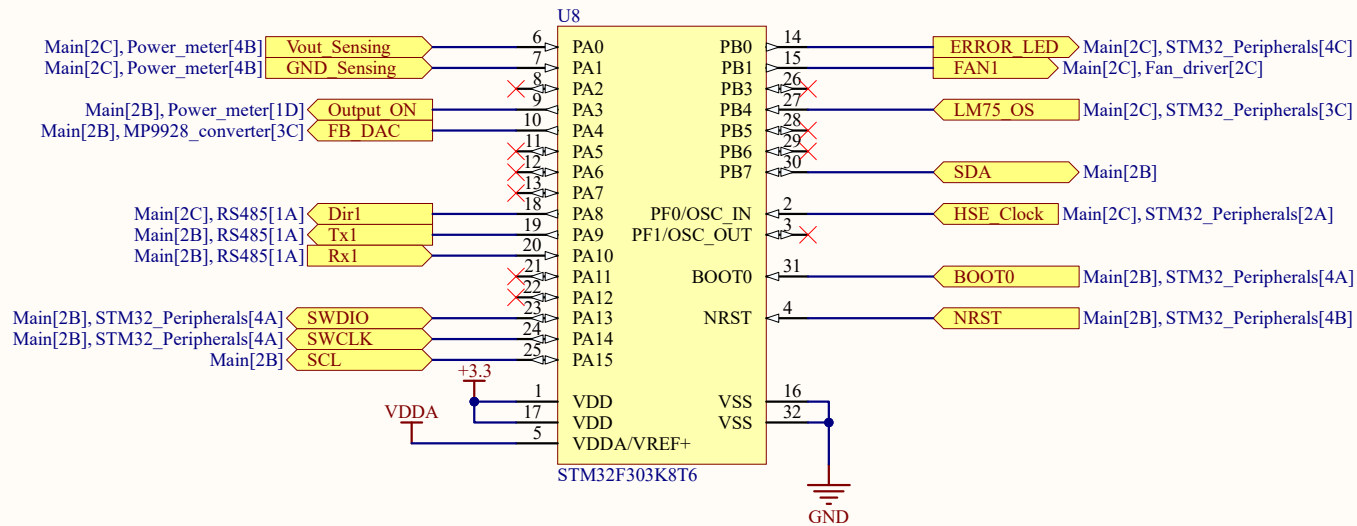 U8
Main[2C], Power_meter[4B] Vout_Sensing 6 PA0 PB0 14 ERROR_LED Main[2C], STM32_Peripherals[4C]
Main[2C], Power_meter[4B] GND_Sensing 7 PA1 PB1 15 FAN1 Main[2C], Fan_driver[2C]
8 PA2 PB3 26
Main[2B], Power_meter[1D] Output_ON 9 PA3 PB4 27 LM75_OS Main[2C], STM32_Peripherals[3C]
Main[2B], MP9928_converter[3C] FB_DAC 10 PA4 PB5 28
11 PA5 PB6 29
12 PA6 PB7 30 SDA Main[2B]
13 PA7
Main[2C], RS485[1A] Dir1 18 PA8 PF0/OSC_IN 2 HSE_Clock Main[2C], STM32_Peripherals[2A]
Main[2B], RS485[1A] Tx1 19 PA9 PF1/OSC_OUT 3
Main[2B], RS485[1A] Rx1 20 PA10
21 PA11 BOOT0 31 BOOT0 Main[2B], STM32_Peripherals[4A]
22 PA12
Main[2B], STM32_Peripherals[4A] SWDIO 23 PA13 NRST 4 NRST Main[2B], STM32_Peripherals[4B]
Main[2B], STM32_Peripherals[4A] SWCLK 24 PA14
Main[2B] SCL 25 PA15
+3.3
1 VDD VSS 16
17 VDD VSS 32
VDDA
5 VDDA/VREF+
STM32F303K8T6
GND